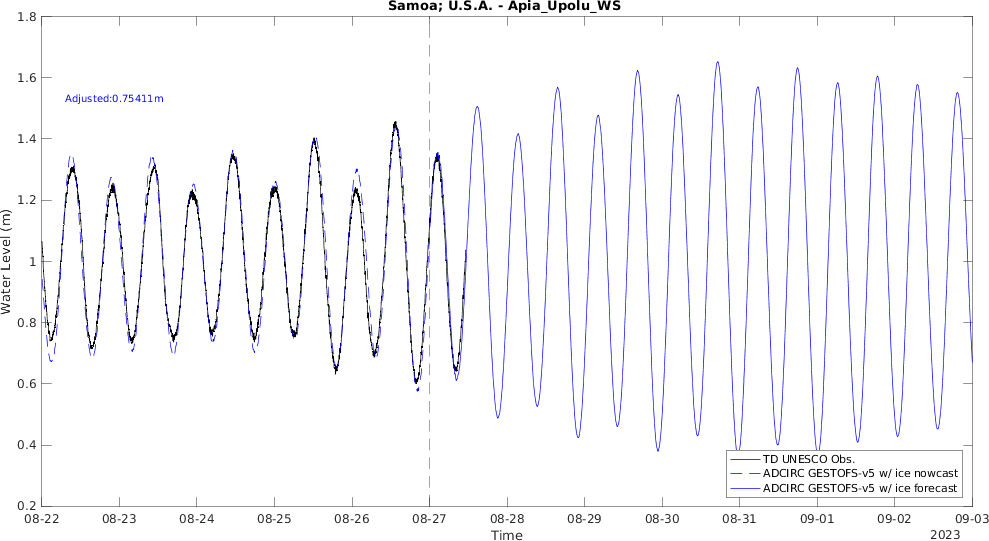 Samoa; U.S.A. - Apia_Upolu_WS
1.8
1.6
1.4
1.2
1
0.8
0.6
0.4
0.2
Water Level (m)
Adjusted:0.75411m
TD UNESCO Obs.
ADCIRC GESTOFS-v5 w/ ice nowcast
ADCIRC GESTOFS-v5 w/ ice forecast
08-22 08-23 08-24 08-25 08-26 08-27 08-28 08-29 08-30 08-31 09-01 09-02 09-03
Time
2023